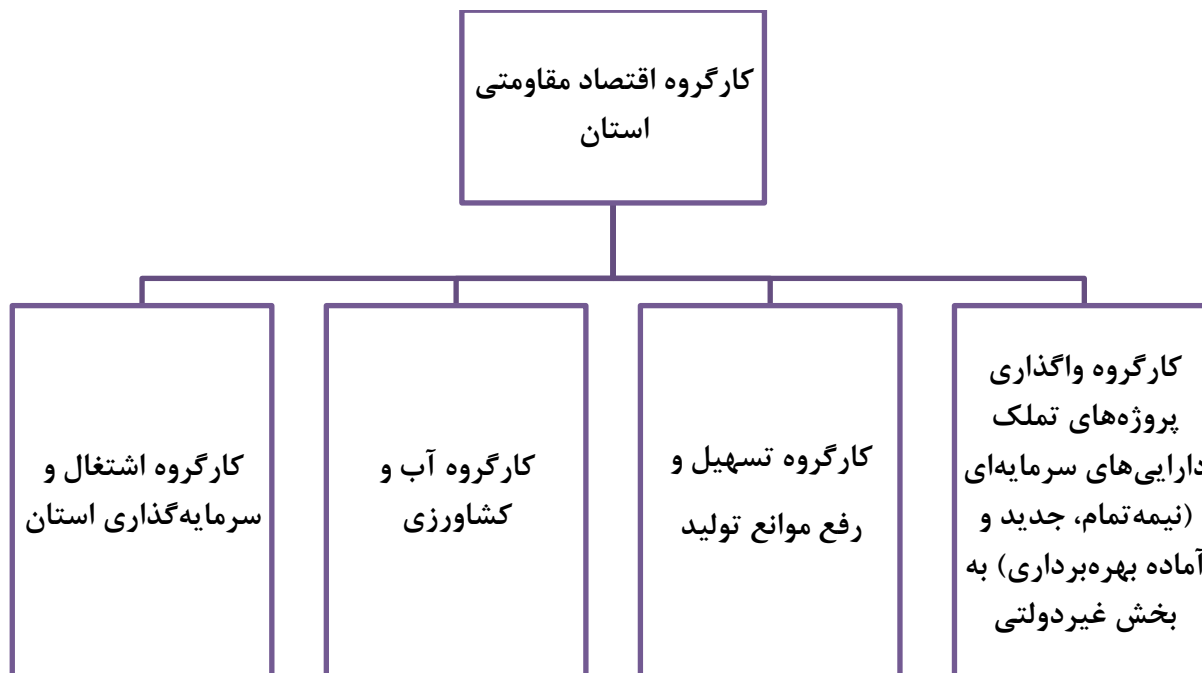 کارگروه اقتصاد مقاومتی
استان
کارگروه واگذاری
پروژه‌های تملک
دارایی‌های سرمایه‌ای
(نیمه‌تمام، جدید و
آماده بهره‌برداری) به
بخش غیردولتی
کارگروه تسهیل و
رفع موانع تولید
کارگروه آب و
کشاورزی
کارگروه اشتغال و
سرمایه‌گذاری استان